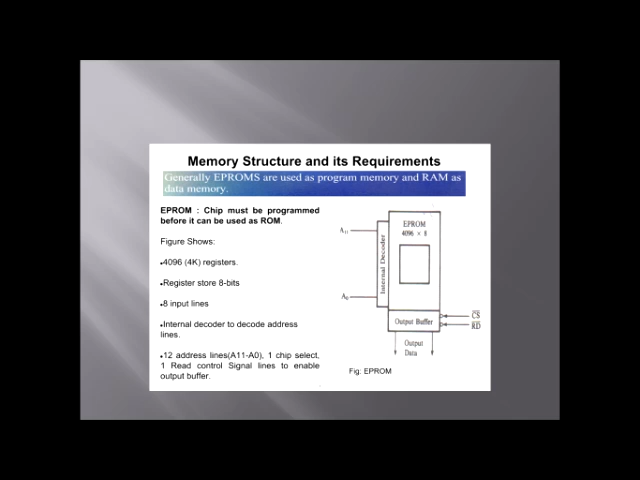 Memory Structure and its Requirements
Generally EPROMS are used as program memory and RAM as
data memory.
EPROM : Chip must be programmed
before it can be used as ROM.
Figure Shows:
•4096 (4K) registers.
•Register store 8-bits
•8 input lines
•Internal decoder to decode address
lines.
•12 address lines(A11-A0), 1 chip select,
1 Read control Signal lines to enable
output buffer.
EPROM
4096 × 8
A11
Internal Decoder
A0
Output Buffer
CS
RD
Output
Data
Fig: EPROM